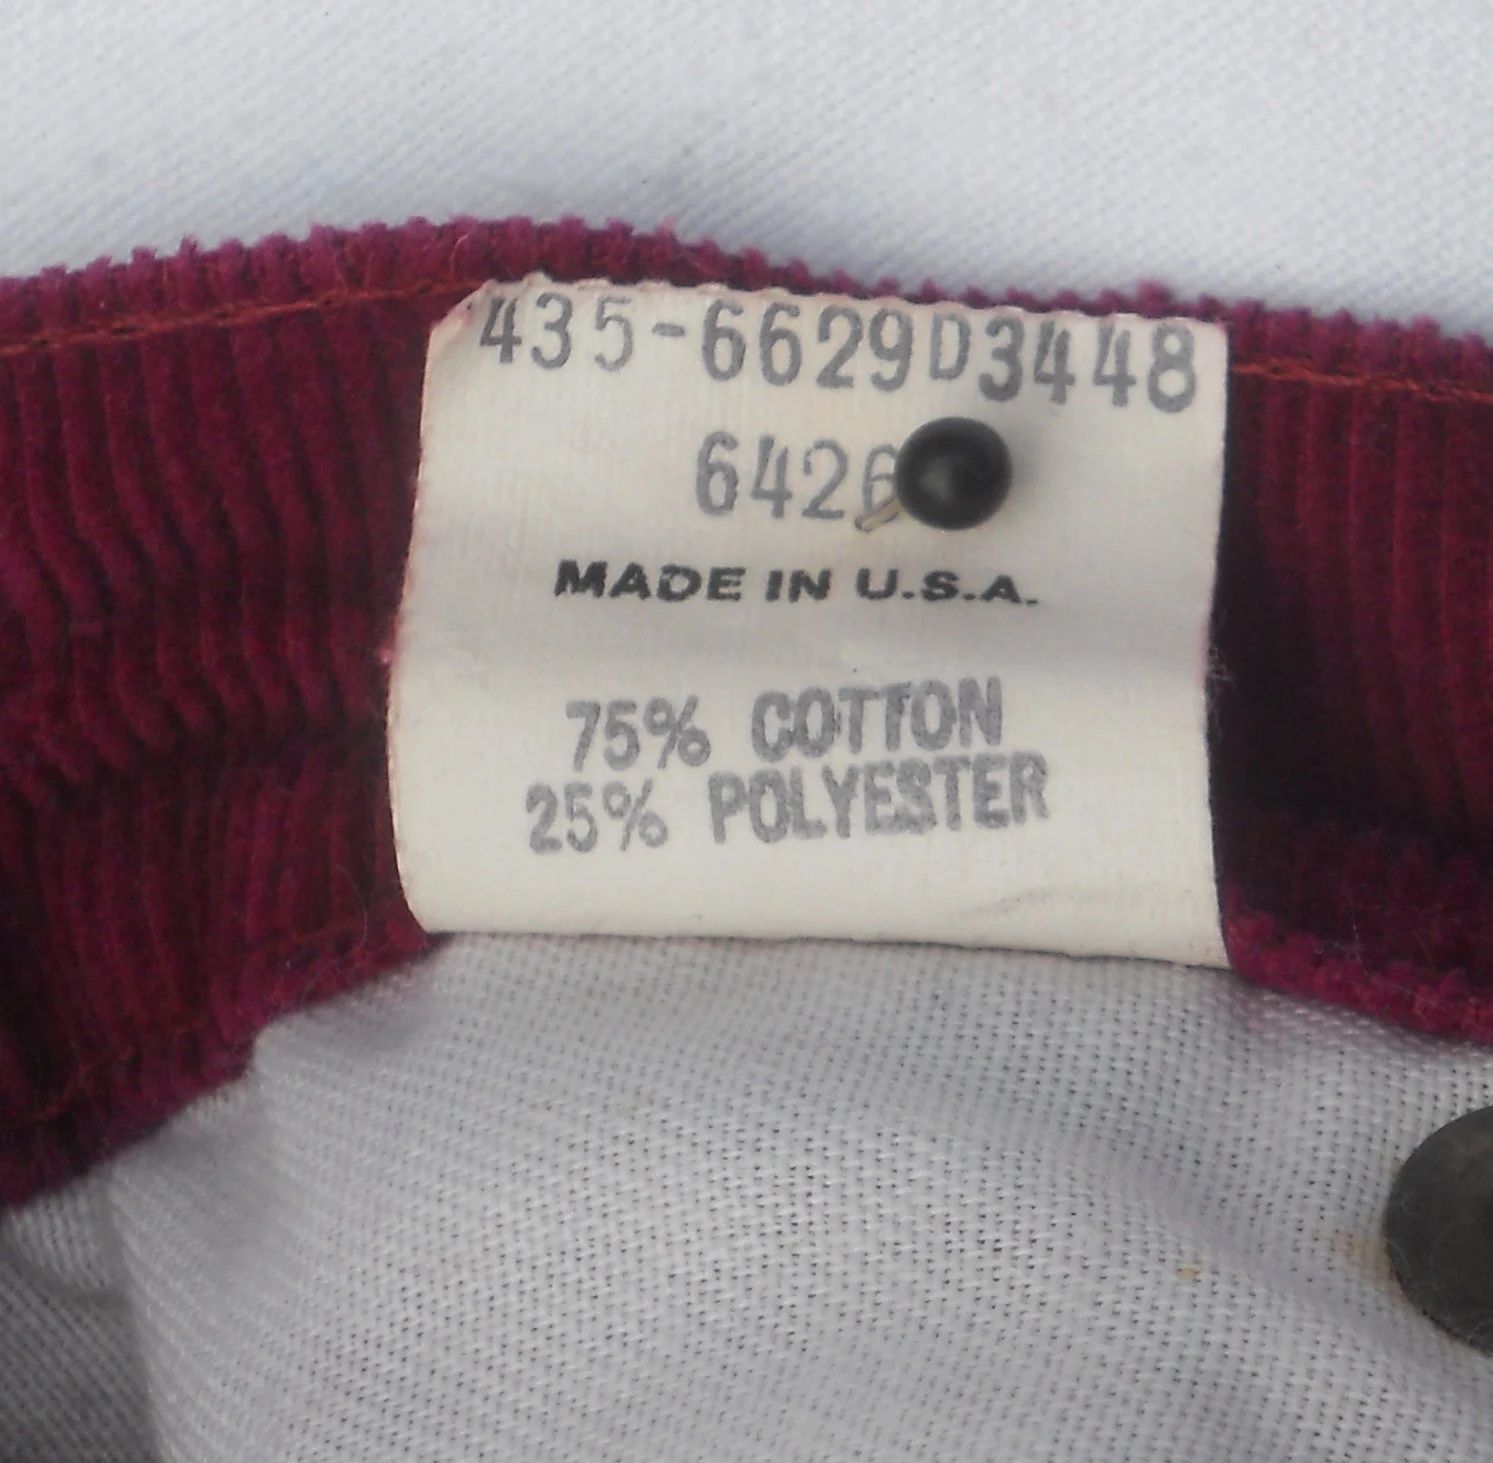 435-6629D3448
6426
MADE IN U.S.A.
75% COTTON
25% POLYESTER